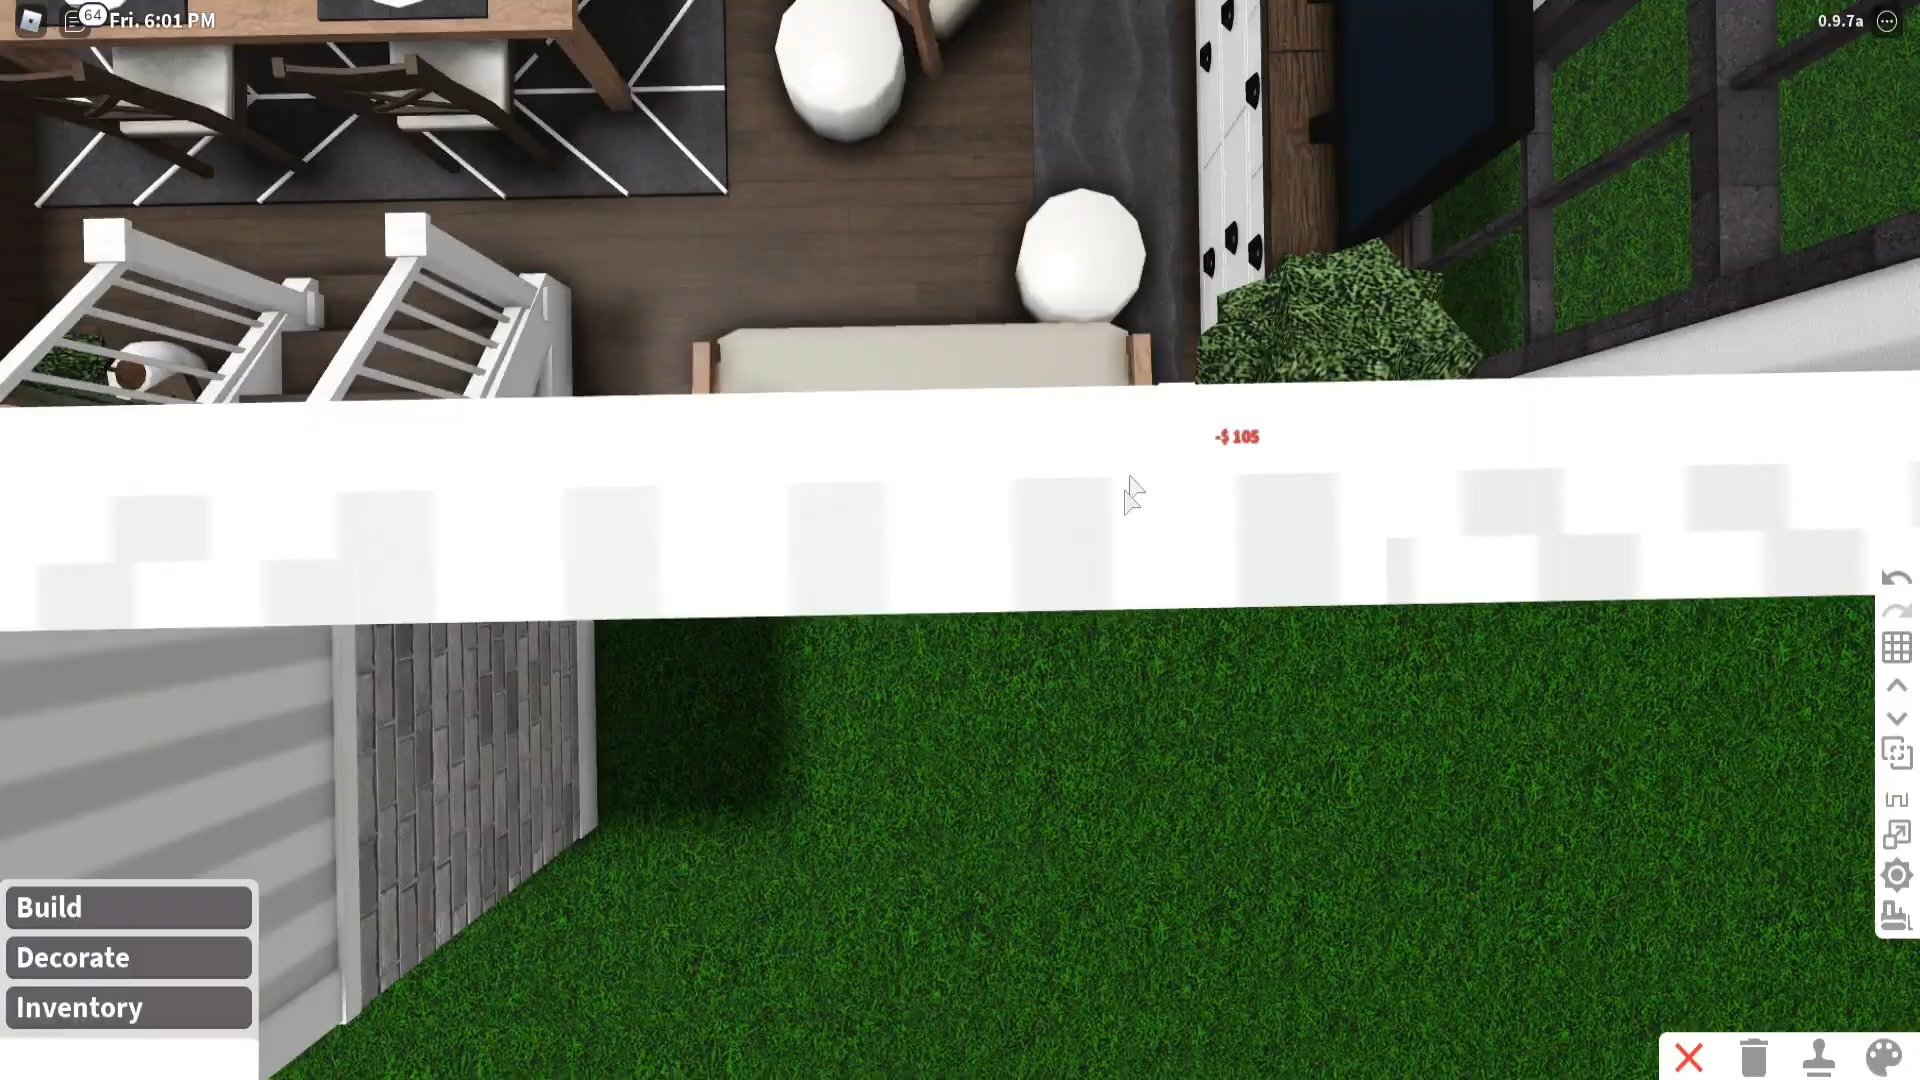 64
Fri. 6:01 PM
0.9.7a
-$ 105
Build
Decorate
Inventory